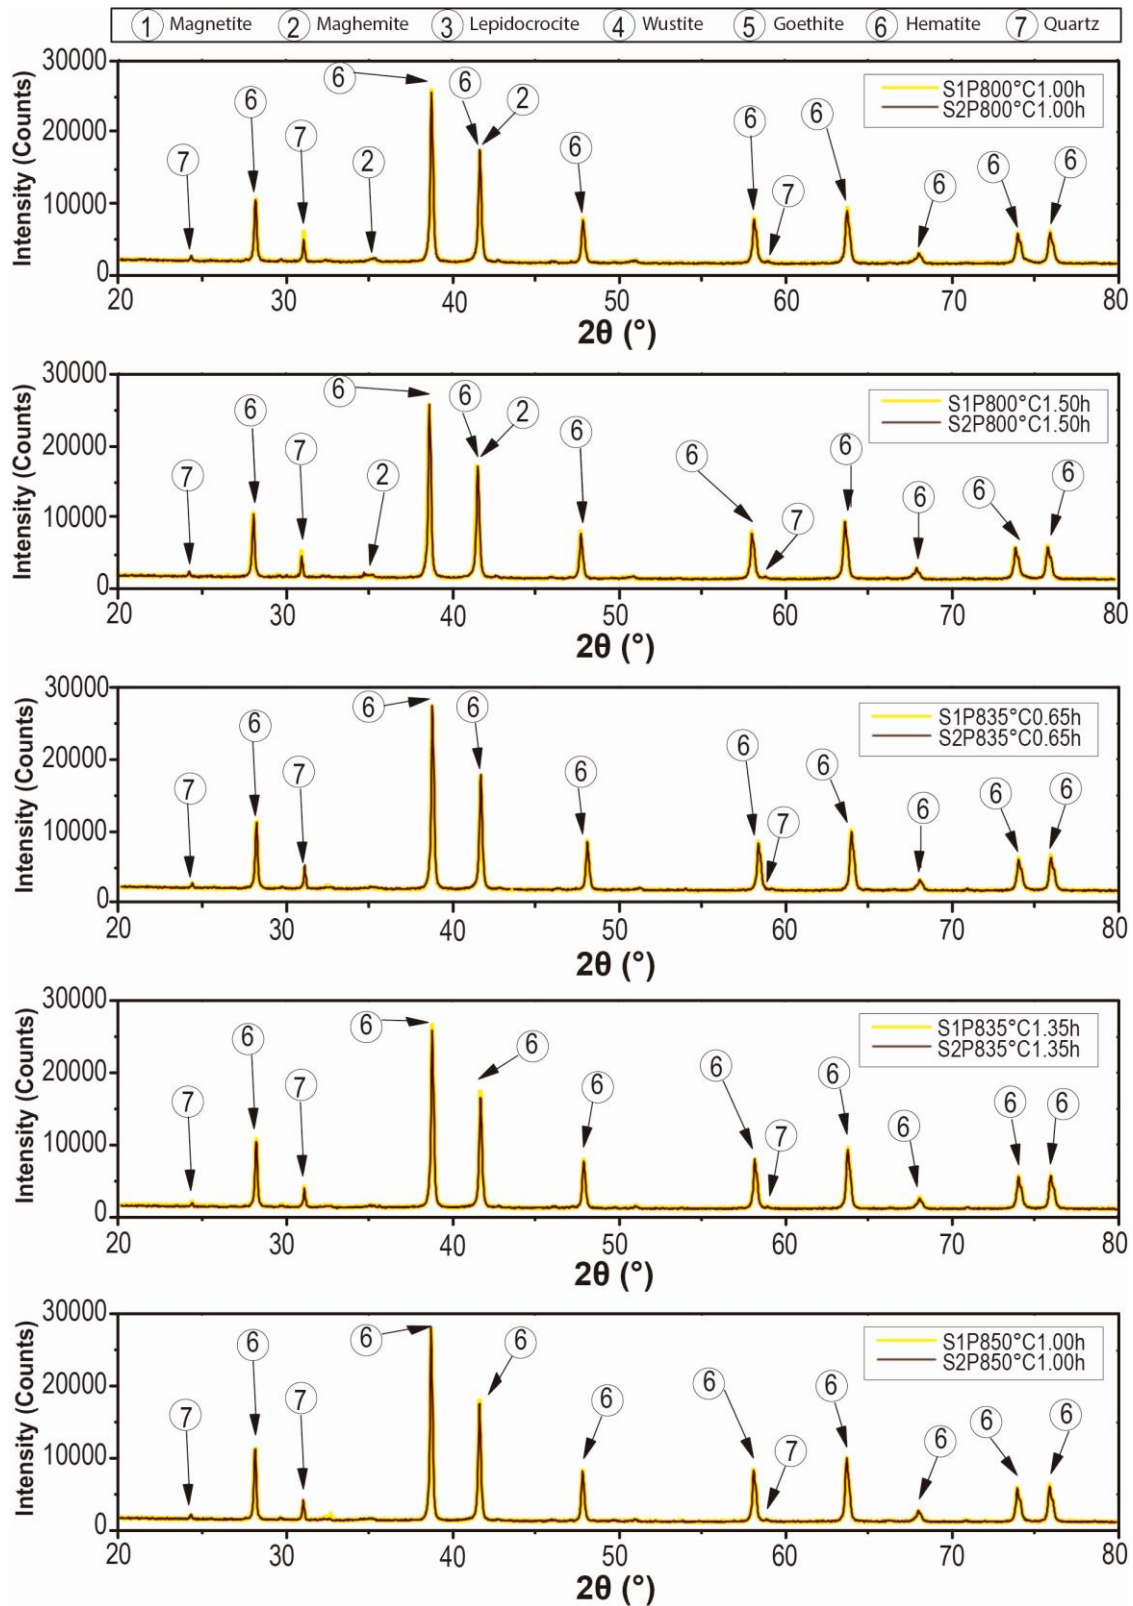 1 Magnetite 2 Maghemite 3 Lepidocrocite 4 Wustite 5 Goethite 6 Hematite 7 Quartz
30000
20000
10000
0
Intensity (Counts)
S1P800°C1.00h
S2P800°C1.00h
6 6 2
6 7 6 6 6 6 6
7 2 7 6
20 30 40 50 60 70 80
2θ (°)
30000
20000
10000
0
Intensity (Counts)
S1P800°C1.50h
S2P800°C1.50h
6 6 2
6 7 6 6 6 6 6
7 2 7 6
20 30 40 50 60 70 80
2θ (°)
30000
20000
10000
0
Intensity (Counts)
S1P835°C0.65h
S2P835°C0.65h
6 6
6 7 6 6 6 6 6
7 7 6
20 30 40 50 60 70 80
2θ (°)
30000
20000
10000
0
Intensity (Counts)
S1P835°C1.35h
S2P835°C1.35h
6 6
6 7 6 6 6 6 6
7 7 6
20 30 40 50 60 70 80
2θ (°)
30000
20000
10000
0
Intensity (Counts)
S1P850°C1.00h
S2P850°C1.00h
6 6
6 7 6 6 6 6 6
7 7 6
20 30 40 50 60 70 80
2θ (°)